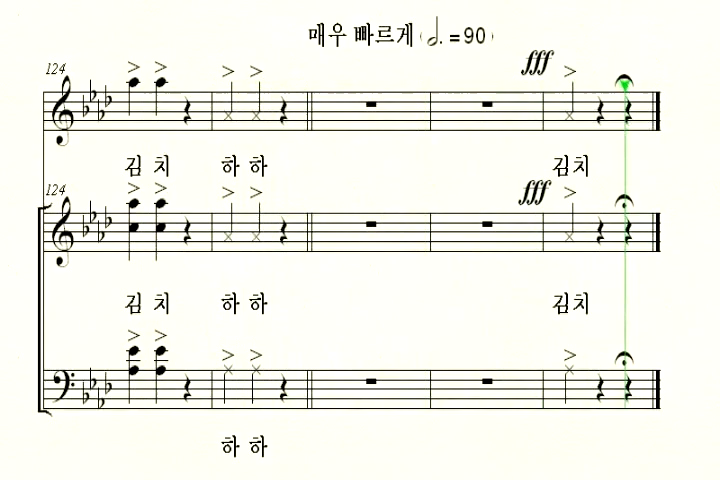 매우 빠르게 (𝅗𝅥. = 90)
fff
124
김 치 하 하 김치
124
fff
김 치 하 하 김치
하 하